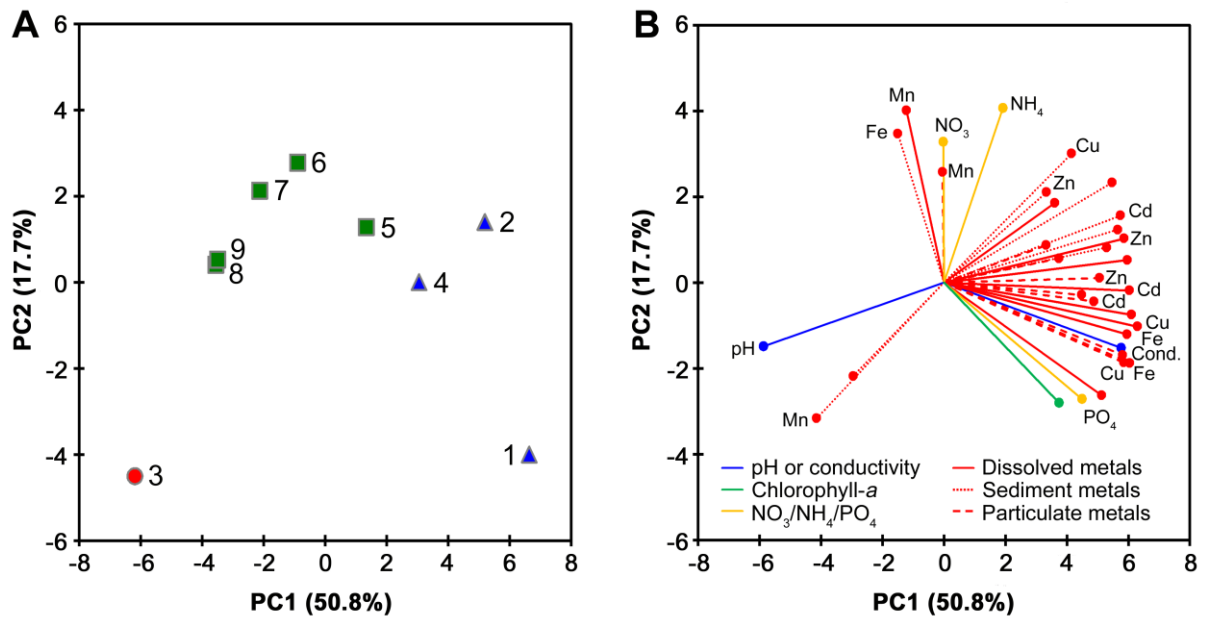 A
6
4
2
0
-2
-4
-6
-8
-6
-4
-2
0
2
4
6
8
PC2 (17.7%)
PC1 (50.8%)
6
7
5
2
9
8
4
3
1
B
6
4
2
0
-2
-4
-6
-8
-6
-4
-2
0
2
4
6
8
PC1 (50.8%)
Mn
NH₄
Fe
NO₃
Cu
Mn
Zn
Cd
Zn
Zn
Cd
Cd
Cu
Fe
pH
Cond.
Cu
Fe
Mn
PO₄
pH or conductivity
Chlorophyll-a
NO₃/NH₄/PO₄
Dissolved metals
Sediment metals
Particulate metals